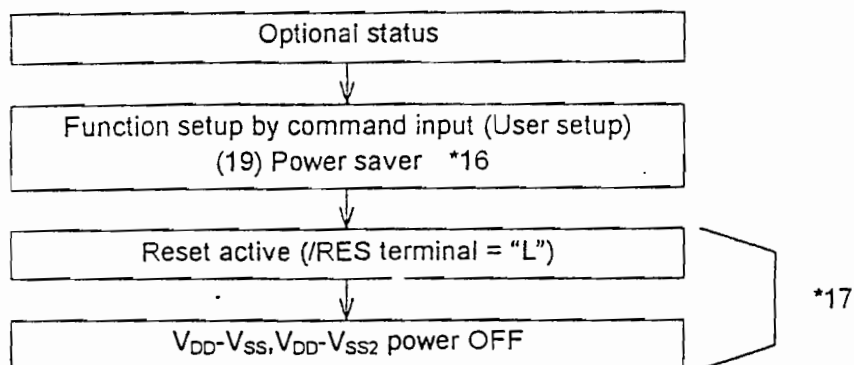 Optional status
Function setup by command input (User setup)
(19) Power saver *16
Reset active (/RES terminal = “L”)
*17
VDD-VSS,VDD-VSS2 power OFF